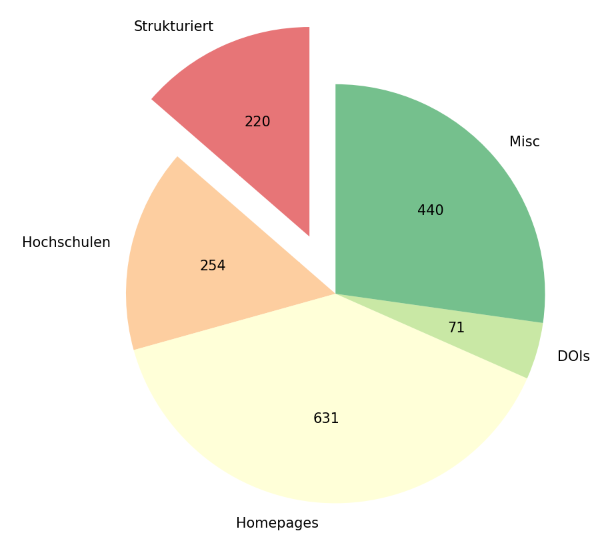 Strukturiert
220
Misc
440
Hochschulen
254
71
DOIs
631
Homepages